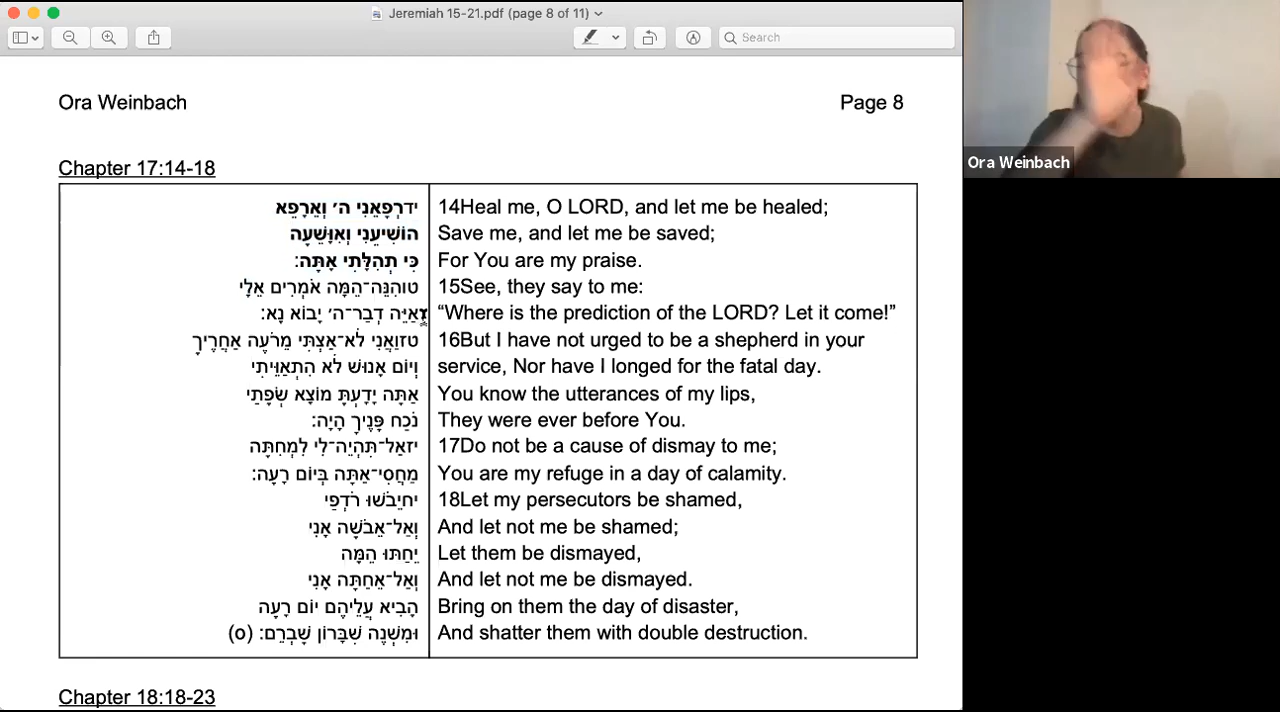 Jeremiah 15-21.pdf (page 8 of 11)
Search
Ora Weinbach
Page 8
Chapter 17:14-18
ידרְפָאֵנִי ה׳ וְאֵרָפֵא
הוֹשִׁיעֵנִי וְאִוָּשֵׁעָה
כִּי תְהִלָּתִי אָתָּה׃
טוהִנֵּה־הֵמָּה אֹמְרִים אֵלָי
אַיֵּה דְבַר־ה׳ יָבוֹא נָא׃
טזוַאֲנִי לֹא־אַצְתִּי מֵרֹעֶה אַחֲרֶיךָ
וְיוֹם אָנוּשׁ לֹא הִתְאַוֵּיתִי
אַתָּה יָדָעְתָּ מוֹצָא שְׂפָתַי
נֹכַח פָּנֶיךָ הָיָה׃
יזאַל־תִּהְיֵה־לִי לִמְחִתָּה
מַחֲסִי־אַתָּה בְּיוֹם רָעָה׃
יחיֵבֹשׁוּ רֹדְפַי
וְאַל־אֵבֹשָׁה אָנִי
יֵחַתּוּ הֵמָּה
וְאַל־אֵחַתָּה אָנִי
הָבִיא עֲלֵיהֶם יוֹם רָעָה
וּמִשְׁנֶה שִׁבָּרוֹן שָׁבְרֵם׃ (ס)
14Heal me, O LORD, and let me be healed;
Save me, and let me be saved;
For You are my praise.
15See, they say to me:
“Where is the prediction of the LORD? Let it come!”
16But I have not urged to be a shepherd in your
service, Nor have I longed for the fatal day.
You know the utterances of my lips,
They were ever before You.
17Do not be a cause of dismay to me;
You are my refuge in a day of calamity.
18Let my persecutors be shamed,
And let not me be shamed;
Let them be dismayed,
And let not me be dismayed.
Bring on them the day of disaster,
And shatter them with double destruction.
Chapter 18:18-23
Ora Weinbach